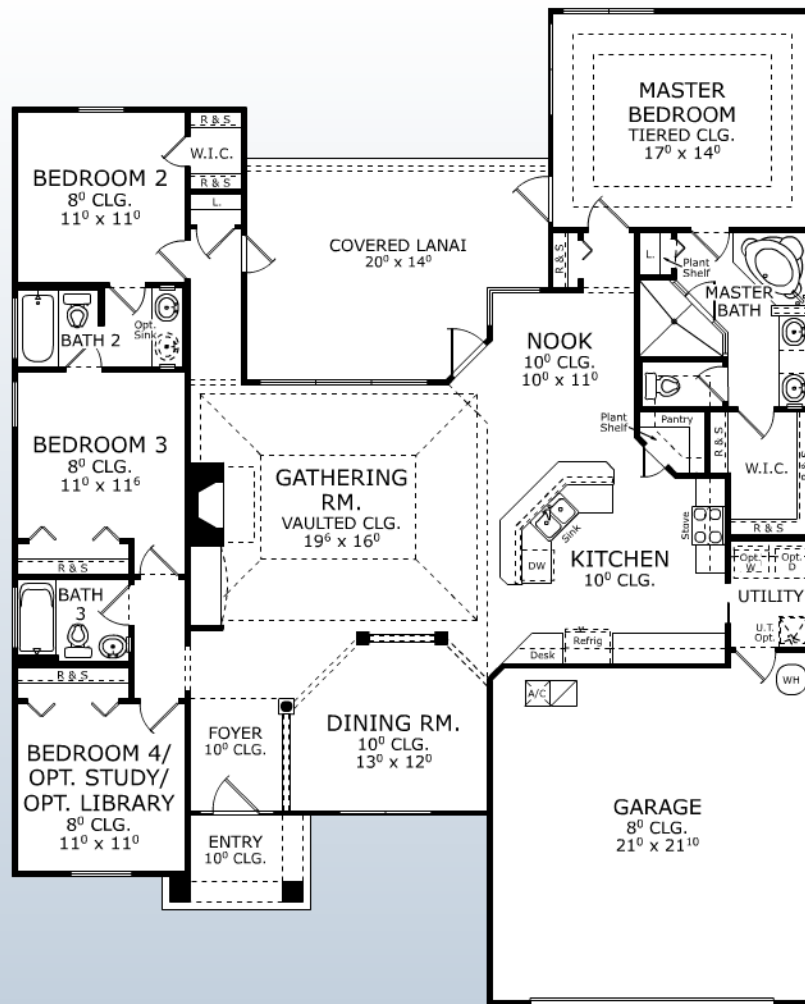 MASTER
BEDROOM
TIERED CLG.
17⁰ x 14⁰
R & S
W.I.C.
R & S
L.
BEDROOM 2
8⁰ CLG.
11⁰ x 11⁰
COVERED LANAI
20⁰ x 14⁰
R & S
L.
Plant
Shelf
MASTER
BATH
Opt.
Sink
BATH 2
NOOK
10⁰ CLG.
10⁰ x 11⁰
Plant
Shelf
Pantry
R & S
W.I.C.
R & S
R & S
BEDROOM 3
8⁰ CLG.
11⁰ x 11⁶
R & S
GATHERING
RM.
VAULTED CLG.
19⁶ x 16⁰
Sink
DW
Stove
KITCHEN
10⁰ CLG.
Opt.
W
Opt.
D
UTILITY
U.T.
Opt.
BATH
3
R & S
Desk
Refrig
WH
A/C
FOYER
10⁰ CLG.
DINING RM.
10⁰ CLG.
13⁰ x 12⁰
BEDROOM 4/
OPT. STUDY/
OPT. LIBRARY
8⁰ CLG.
11⁰ x 11⁰
ENTRY
10⁰ CLG.
GARAGE
8⁰ CLG.
21⁰ x 21¹⁰